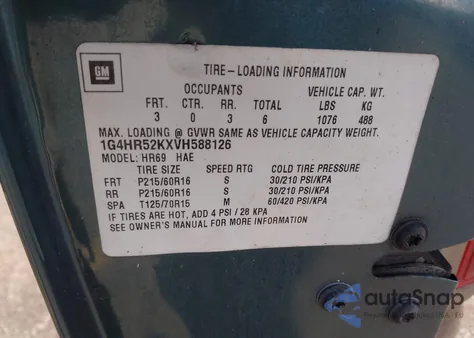 GM
TIRE-LOADING INFORMATION
OCCUPANTS VEHICLE CAP. WT.
FRT. CTR. RR. TOTAL LBS KG
3 0 3 6 1076 488
MAX. LOADING @ GVWR SAME AS VEHICLE CAPACITY WEIGHT.
1G4HR52KXVH588126
MODEL: HR69 HAE
TIRE SIZE SPEED RTG COLD TIRE PRESSURE
FRT P215/60R16 S 30/210 PSI/KPA
RR P215/60R16 S 30/210 PSI/KPA
SPA T125/70R15 M 60/420 PSI/KPA
IF TIRES ARE HOT, ADD 4 PSI/28 KPA
SEE OWNER'S MANUAL FOR MORE INFORMATION
autoSnap